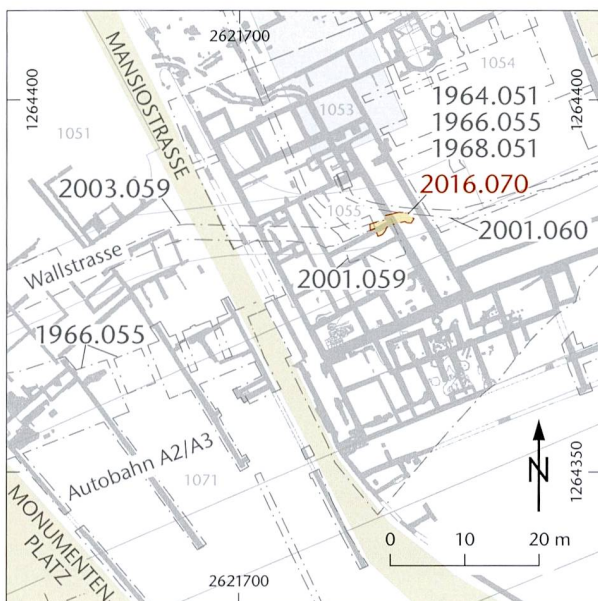 2621700
1264400
1264400
MANSIOSTRASSE
1054
1964.051
1966.055
1968.051
1053
1051
2016.070
2003.059
1055
2001.060
Wallstrasse
2001.059
1966.055
Autobahn A2/A3
1071
N
1264350
MONUMENTEN
PLATZ
0 10 20 m
2621700